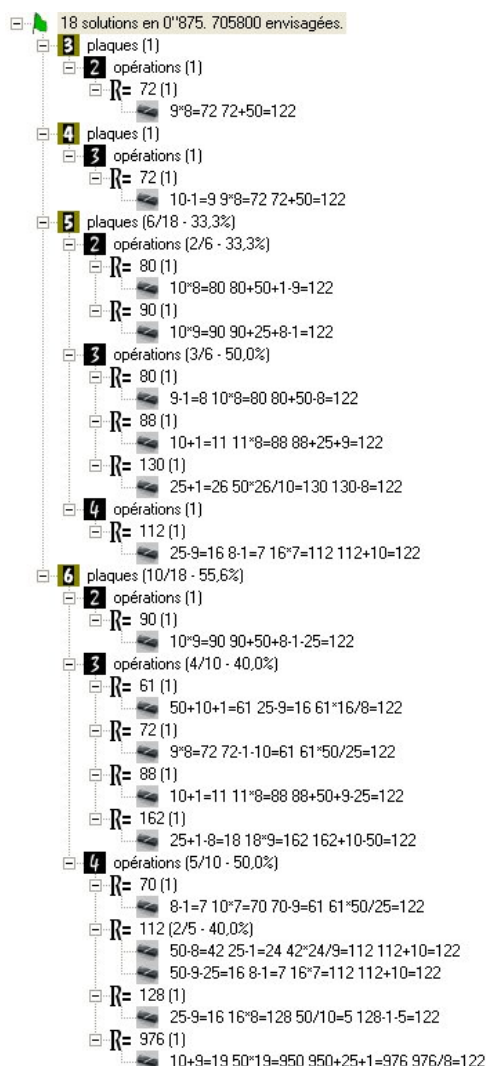 18 solutions en 0"875. 705800 envisagées.
3 plaques (1)
2 opérations (1)
R= 72 (1)
9*8=72 72+50=122
4 plaques (1)
3 opérations (1)
R= 72 (1)
10-1=9 9*8=72 72+50=122
5 plaques (6/18 - 33,3%)
2 opérations (2/6 - 33,3%)
R= 80 (1)
10*8=80 80+50+1-9=122
R= 90 (1)
10*9=90 90+25+8-1=122
3 opérations (3/6 - 50,0%)
R= 80 (1)
9-1=8 10*8=80 80+50-8=122
R= 88 (1)
10+1=11 11*8=88 88+25+9=122
R= 130 (1)
25+1=26 50*26/10=130 130-8=122
4 opérations (1)
R= 112 (1)
25-9=16 8-1=7 16*7=112 112+10=122
6 plaques (10/18 - 55,6%)
2 opérations (1)
R= 90 (1)
10*9=90 90+50+8-1-25=122
3 opérations (4/10 - 40,0%)
R= 61 (1)
50+10+1=61 25-9=16 61*16/8=122
R= 72 (1)
9*8=72 72-1-10=61 61*50/25=122
R= 88 (1)
10+1=11 11*8=88 88+50+9-25=122
R= 162 (1)
25+1-8=18 18*9=162 162+10-50=122
4 opérations (5/10 - 50,0%)
R= 70 (1)
8-1=7 10*7=70 70-9=61 61*50/25=122
R= 112 (2/5 - 40,0%)
50-8=42 25-1=24 42*24/9=112 112+10=122
50-9-25=16 8-1=7 16*7=112 112+10=122
R= 128 (1)
25-9=16 16*8=128 50/10=5 128-1-5=122
R= 976 (1)
10+9=19 50*19=950 950+25+1=976 976/8=122